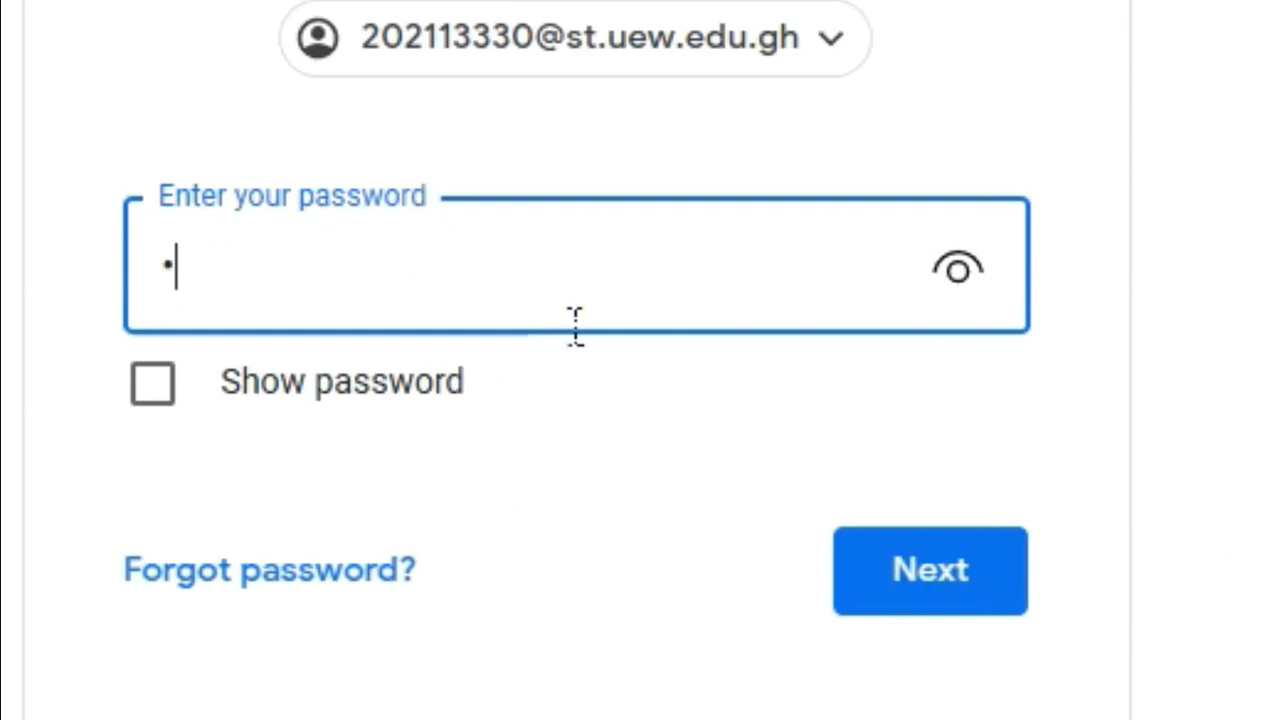 202113330@st.uew.edu.gh
Enter your password
•
Show password
Forgot password?
Next